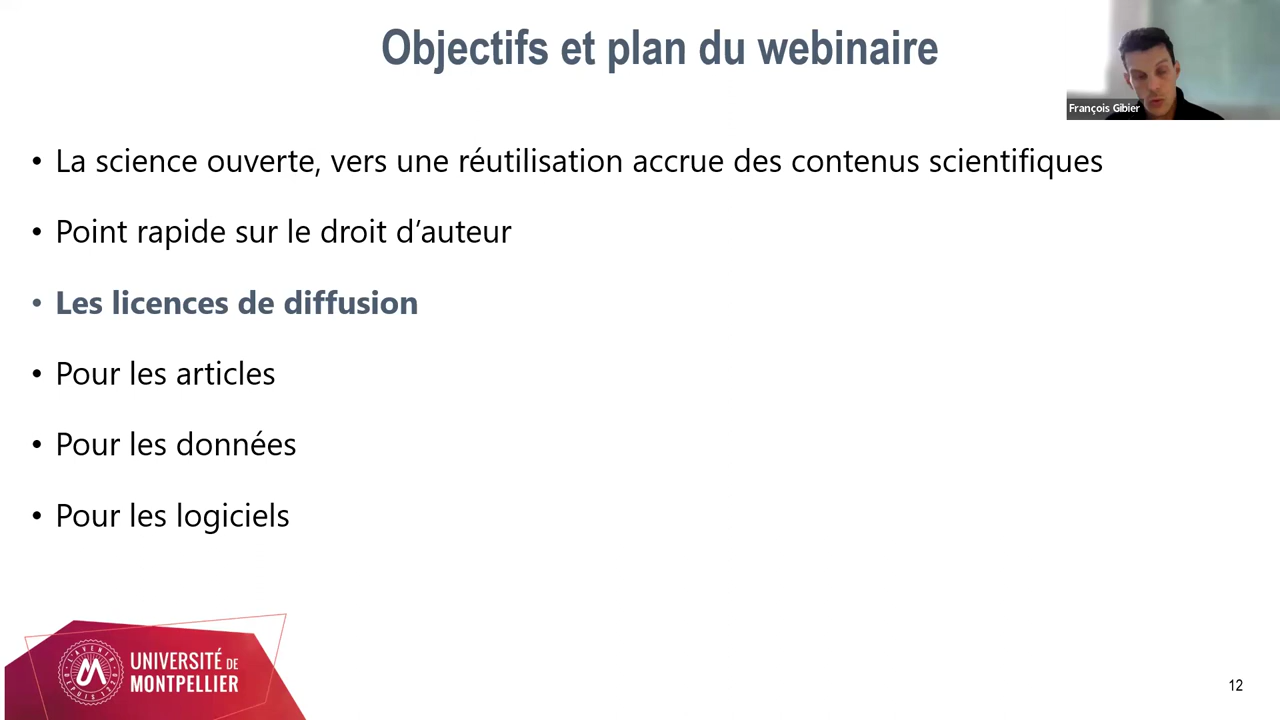 Objectifs et plan du webinaire
François Gibier
• La science ouverte, vers une réutilisation accrue des contenus scientifiques
• Point rapide sur le droit d’auteur
• Les licences de diffusion
• Pour les articles
• Pour les données
• Pour les logiciels
UNIVERSITÉ DE
MONTPELLIER
12